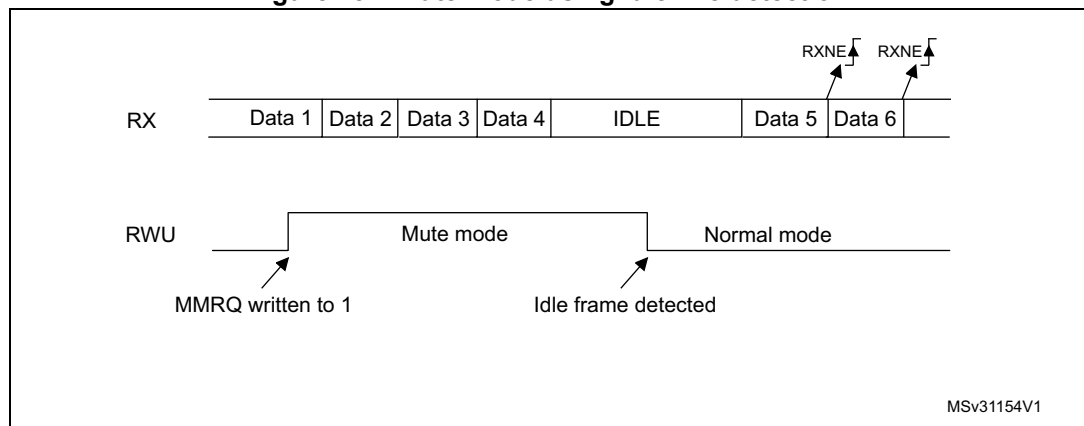 RXNE RXNE
RX Data 1 Data 2 Data 3 Data 4 IDLE Data 5 Data 6
RWU Mute mode Normal mode
MMRQ written to 1 Idle frame detected
MSv31154V1